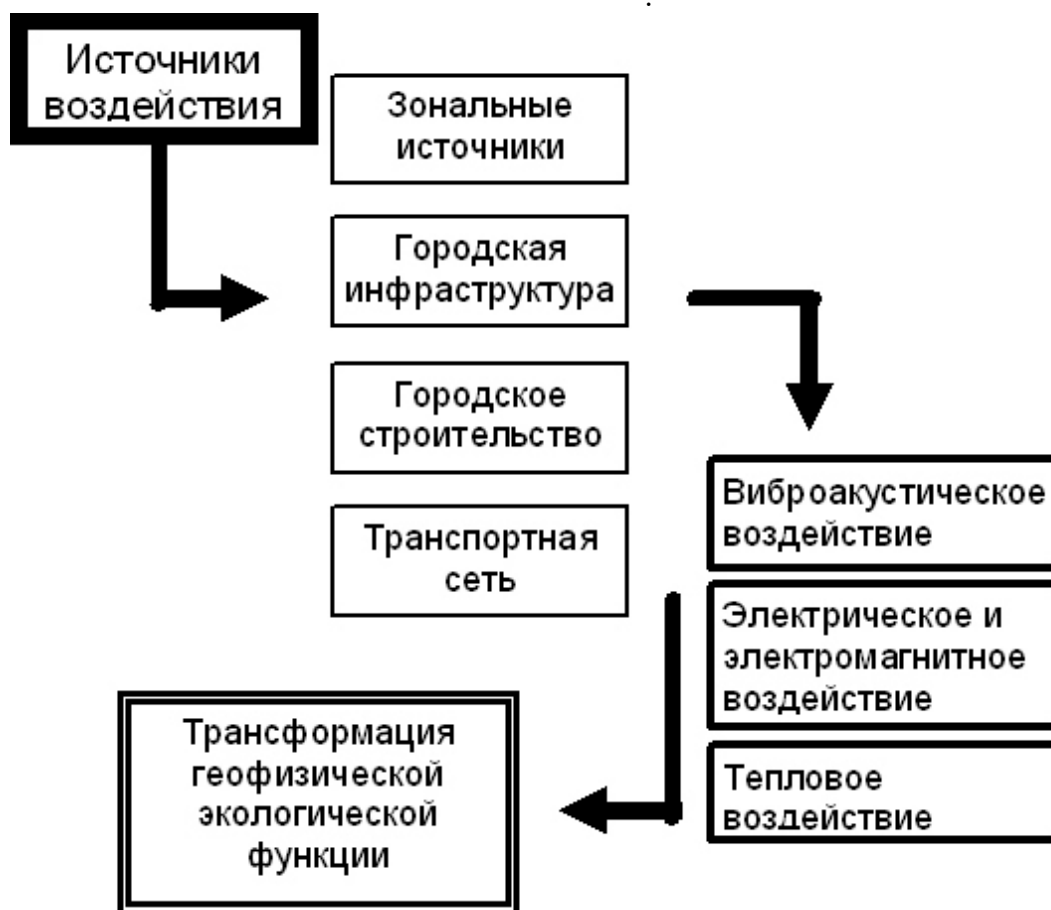 Источники
воздействия
Зональные
источники
Городская
инфраструктура
Городское
строительство
Транспортная
сеть
Виброакустическое
воздействие
Электрическое и
электромагнитное
воздействие
Тепловое
воздействие
Трансформация
геофизической
экологической
функции